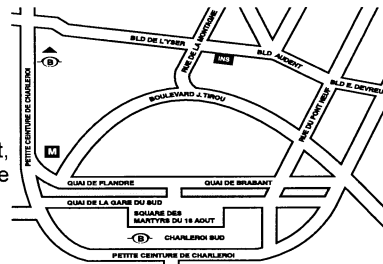 BLD DE L'YSER
RUE DE LA MONTAGNE
BLD AUDENT
INS
BLD E. DEVREU
B
PETITE CEINTURE DE CHARLEROI
BOULEVARD J. TIROU
RUE DU PONT NEUF
t,
M
e
QUAI DE FLANDRE
QUAI DE BRABANT
QUAI DE LA GARE DU SUD
SQUARE DES
MARTYRS DU 18 AOUT
B
CHARLEROI SUD
PETITE CEINTURE DE CHARLEROI